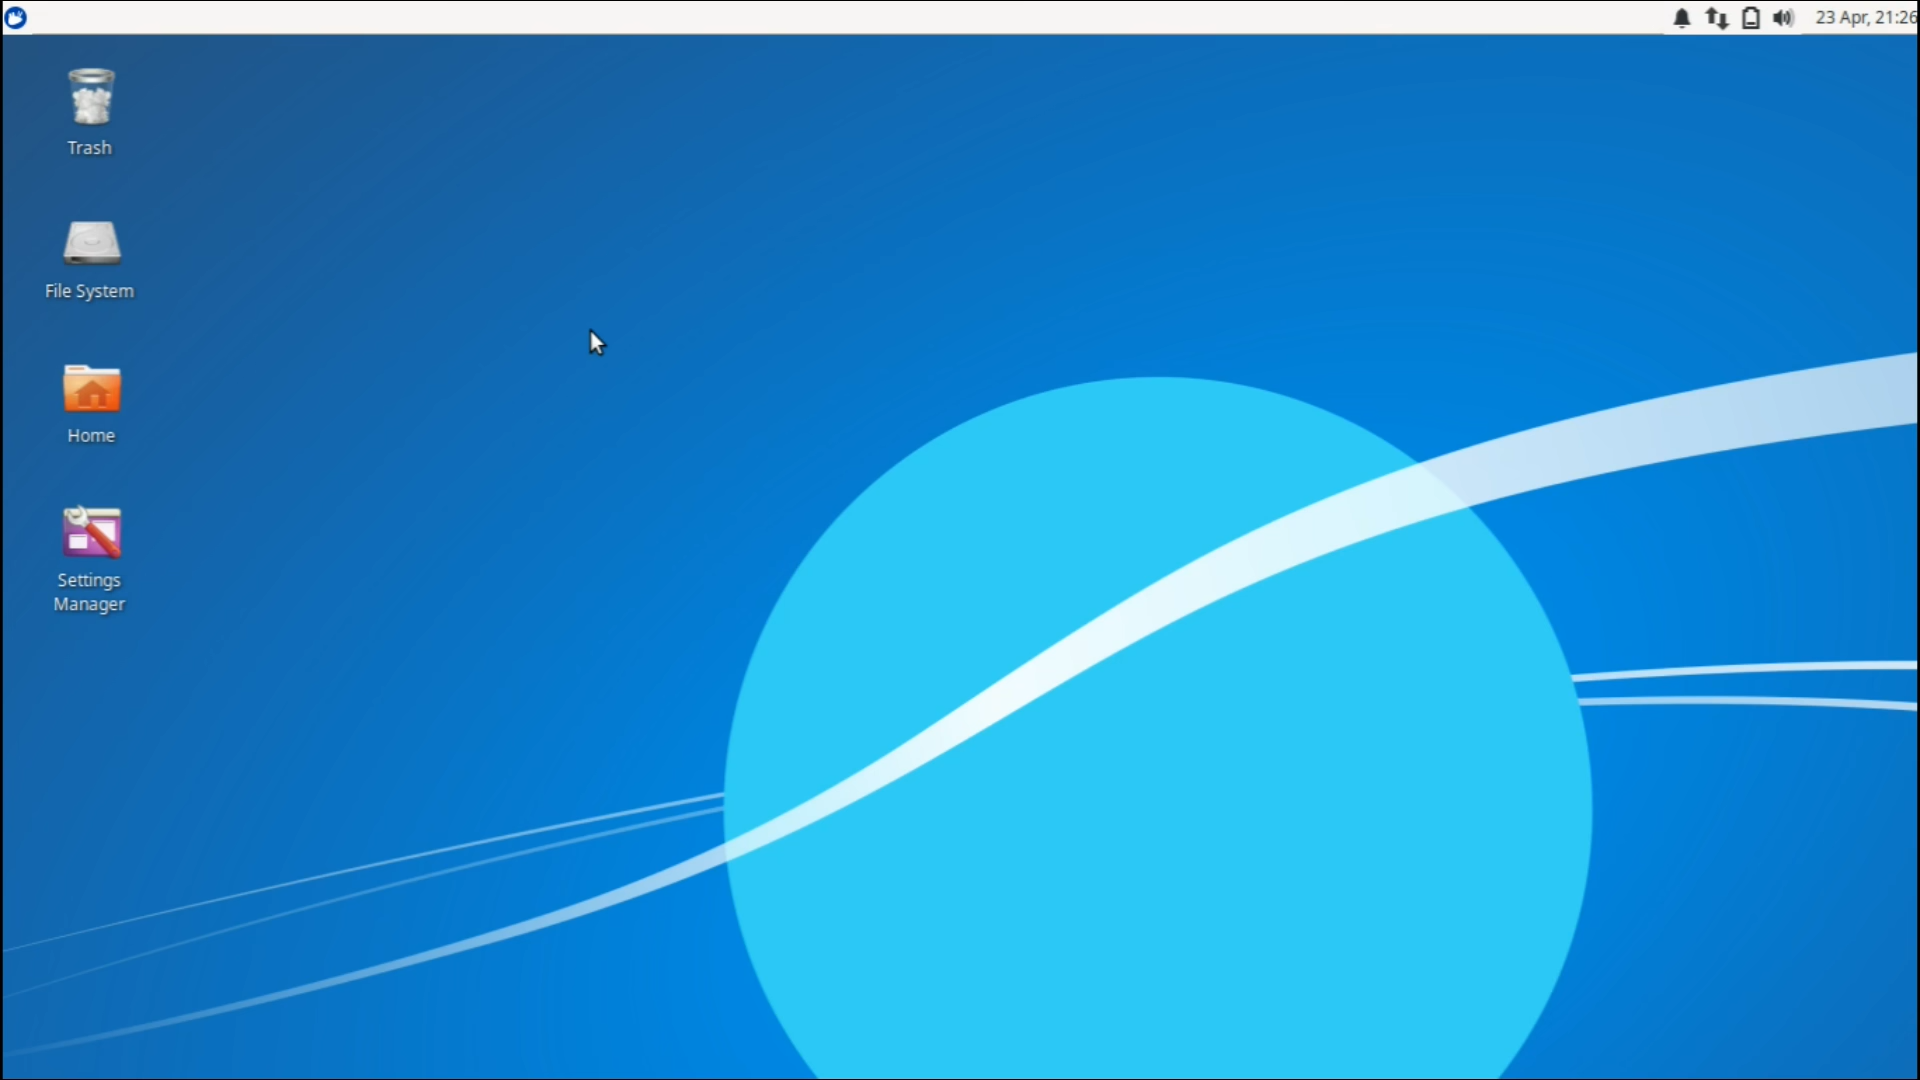 23 Apr, 21:26
Trash
File System
Home
Settings
Manager